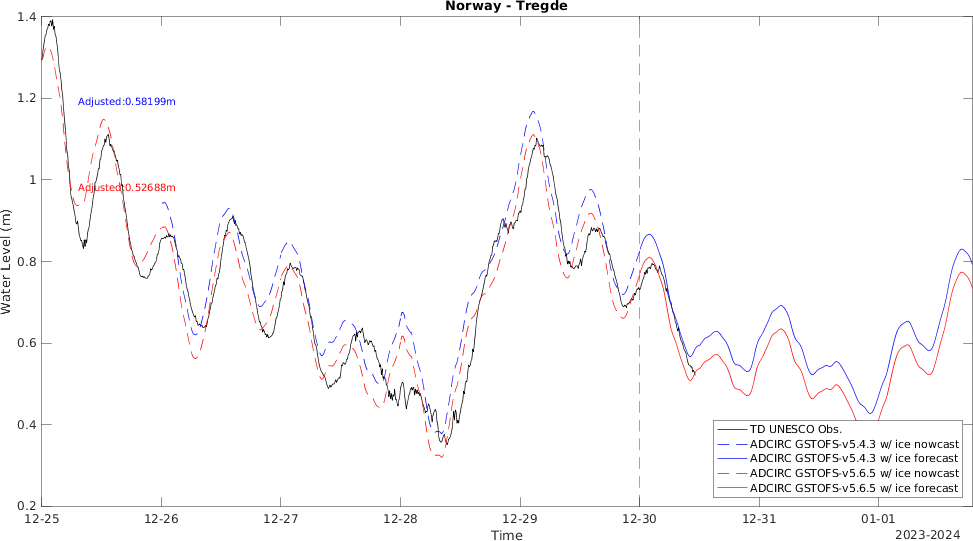 Norway - Tregde
1.4
1.2
1
0.8
0.6
0.4
0.2
Water Level (m)
Adjusted:0.58199m
Adjusted:0.52688m
TD UNESCO Obs.
ADCIRC GSTOFS-v5.4.3 w/ ice nowcast
ADCIRC GSTOFS-v5.4.3 w/ ice forecast
ADCIRC GSTOFS-v5.6.5 w/ ice nowcast
ADCIRC GSTOFS-v5.6.5 w/ ice forecast
12-25 12-26 12-27 12-28 12-29 12-30 12-31 01-01
Time
2023-2024